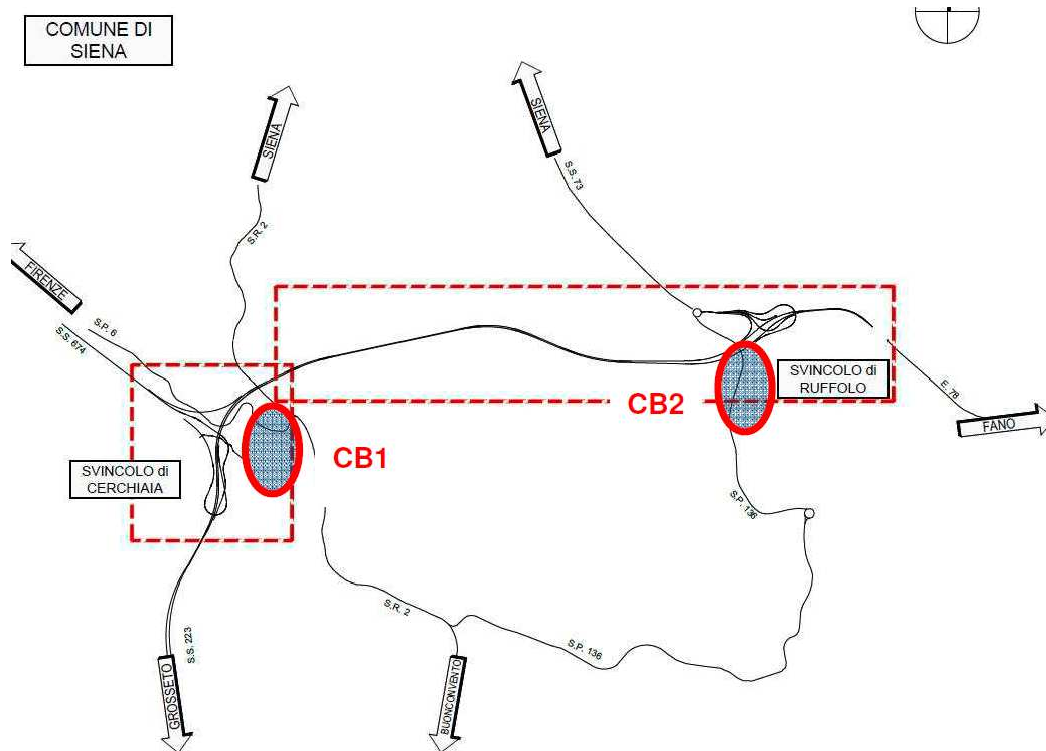 COMUNE DI
SIENA
SIENA
SIENA
S.S. 73
S.R. 2
FIRENZE
S.P. 6
S.S. 674
SVINCOLO di
RUFFOLO
CB2
E. 78
FANO
CB1
SVINCOLO di
CERCHIAIA
S.P. 136
S.R. 2
S.P. 136
S.S. 223
GROSSETO
BUONCONVENTO